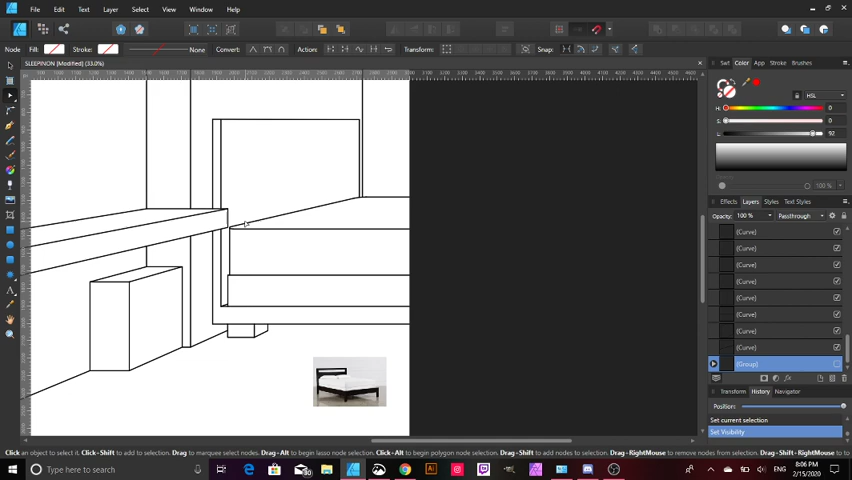 File Edit Text Layer Select Arrange View Window Help
Node Fill: Stroke: None Convert: Action: Transform: Snap:
SLEEPINON [Modified] (33.0%)
Swt Color App Stroke Brushes
HSL
H: 0
S: 0
L: 92
Opacity 100 %
Effects Layers Styles Text Styles
Opacity: 100 % Passthrough
(Curve)
(Curve)
(Curve)
(Curve)
(Curve)
(Curve)
(Curve)
(Curve)
(Group)
Transform History Navigator
Position:
Set current selection
Set Visibility
Click an object to select it. Click+Shift to add to selection. Drag to marquee select nodes. Drag+Alt to begin lasso node selection. Click+Alt to begin polygon node selection. Drag+Shift to add nodes to selection. Drag+RightMouse to remove nodes from selection.
Type here to search
ENG
8:06 PM
2/15/2020